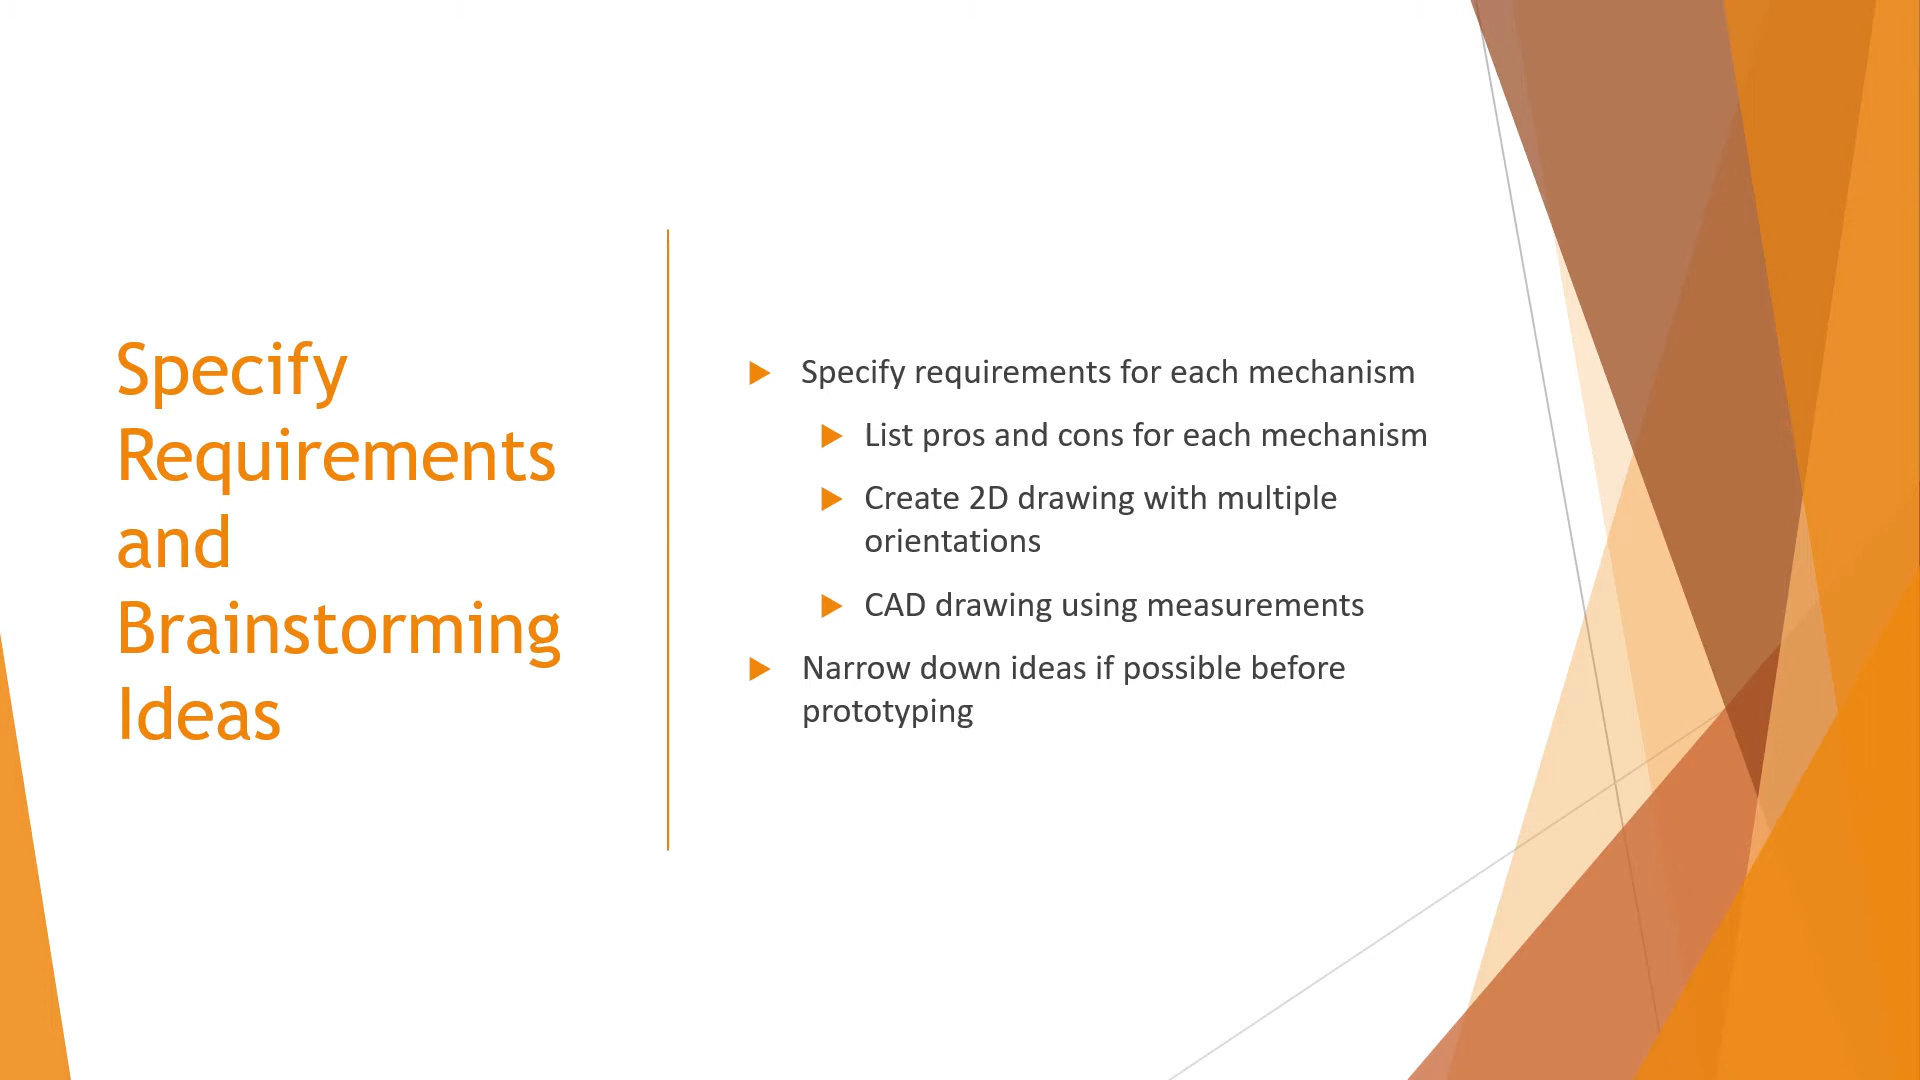 Specify
Requirements
and
Brainstorming
Ideas
Specify requirements for each mechanism
List pros and cons for each mechanism
Create 2D drawing with multiple
orientations
CAD drawing using measurements
Narrow down ideas if possible before
prototyping